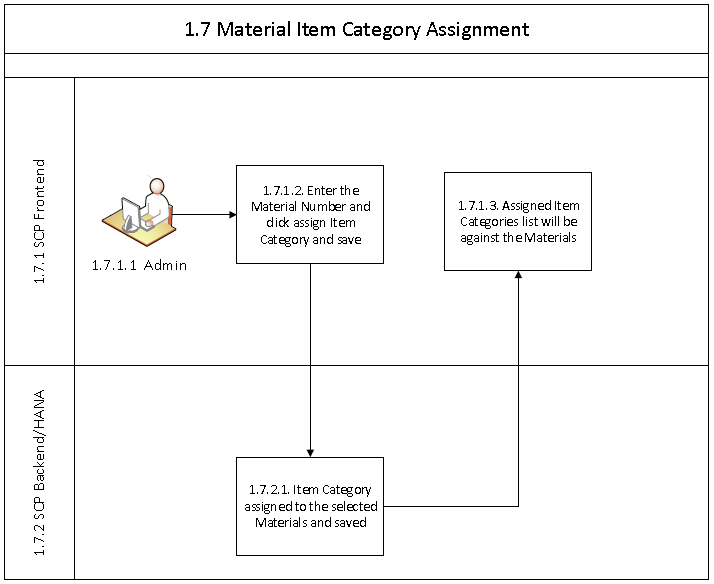 1.7 Material Item Category Assignment
1.7.1 SCP Frontend
1.7.1.1 Admin
1.7.1.2. Enter the
Material Number and
click assign Item
Category and save
1.7.1.3. Assigned Item
Categories list will be
against the Materials
1.7.2 SCP Backend/HANA
1.7.2.1. Item Category
assigned to the selected
Materials and saved